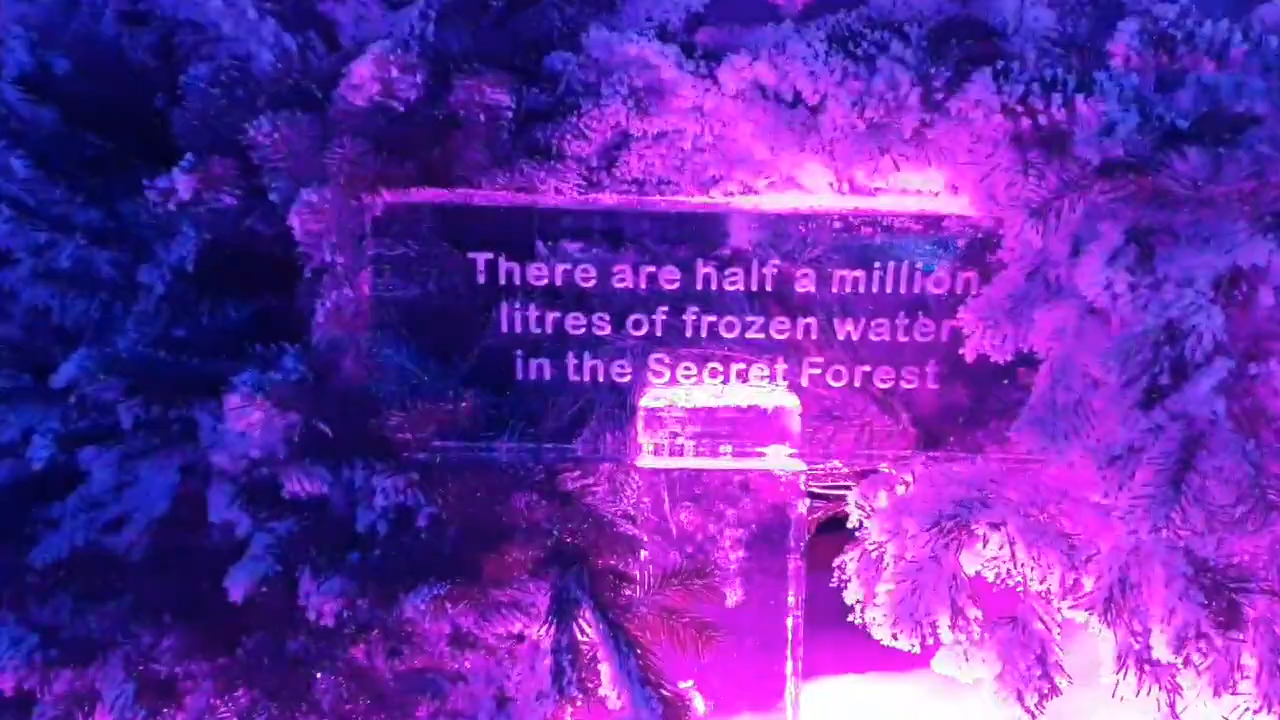 There are half a million
litres of frozen water
in the Secret Forest